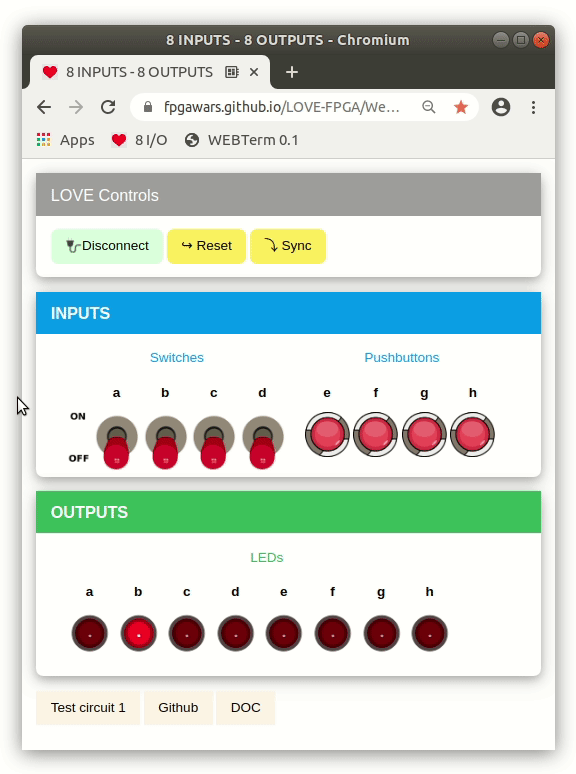 8 INPUTS - 8 OUTPUTS - Chromium
8 INPUTS - 8 OUTPUTS
fpgawars.github.io/LOVE-FPGA/We...
Apps 8 I/O WEBTerm 0.1
LOVE Controls
Disconnect Reset Sync
INPUTS
Switches Pushbuttons
a b c d e f g h
ON
OFF
OUTPUTS
LEDs
a b c d e f g h
Test circuit 1 Github DOC